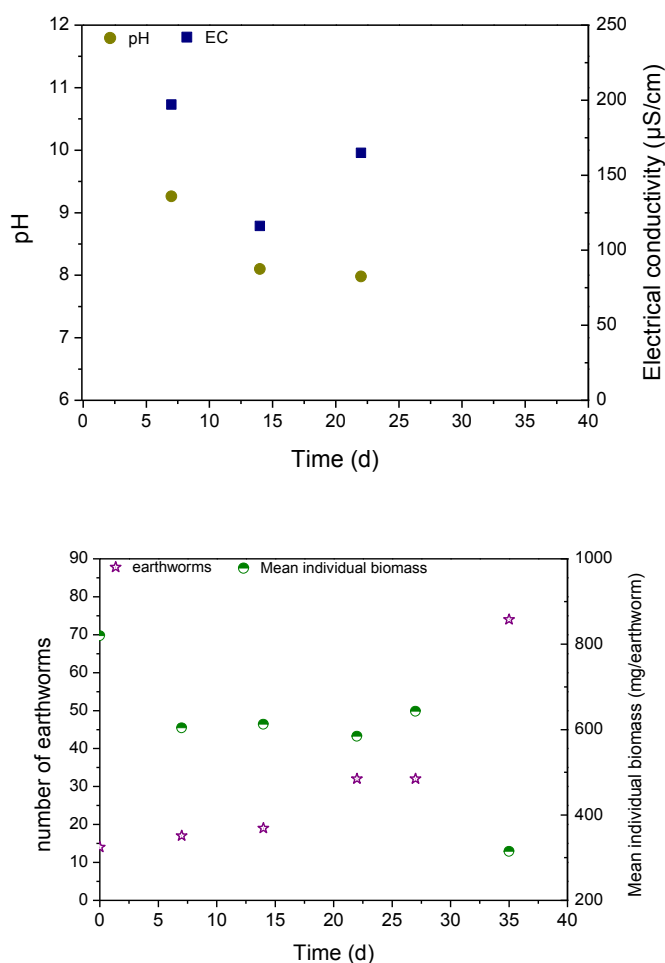 pH EC
12
11
10
9
8
7
6
pH
250
200
150
100
50
0
Electrical conductivity (µS/cm)
0 5 10 15 20 25 30 35 40
Time (d)
earthworms Mean individual biomass
90
80
70
60
50
40
30
20
10
0
number of earthworms
1000
800
600
400
200
Mean individual biomass (mg/earthworm)
0 5 10 15 20 25 30 35 40
Time (d)